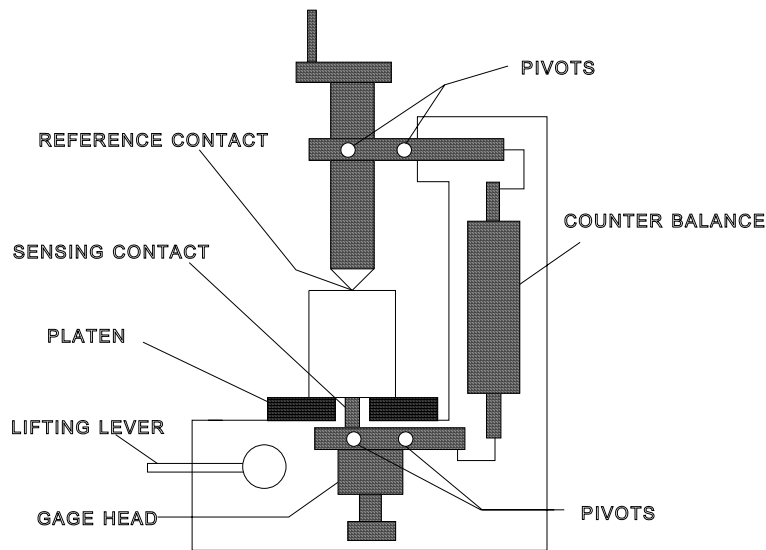 PIVOTS
REFERENCE CONTACT
COUNTER BALANCE
SENSING CONTACT
PLATEN
LIFTING LEVER
GAGE HEAD
PIVOTS